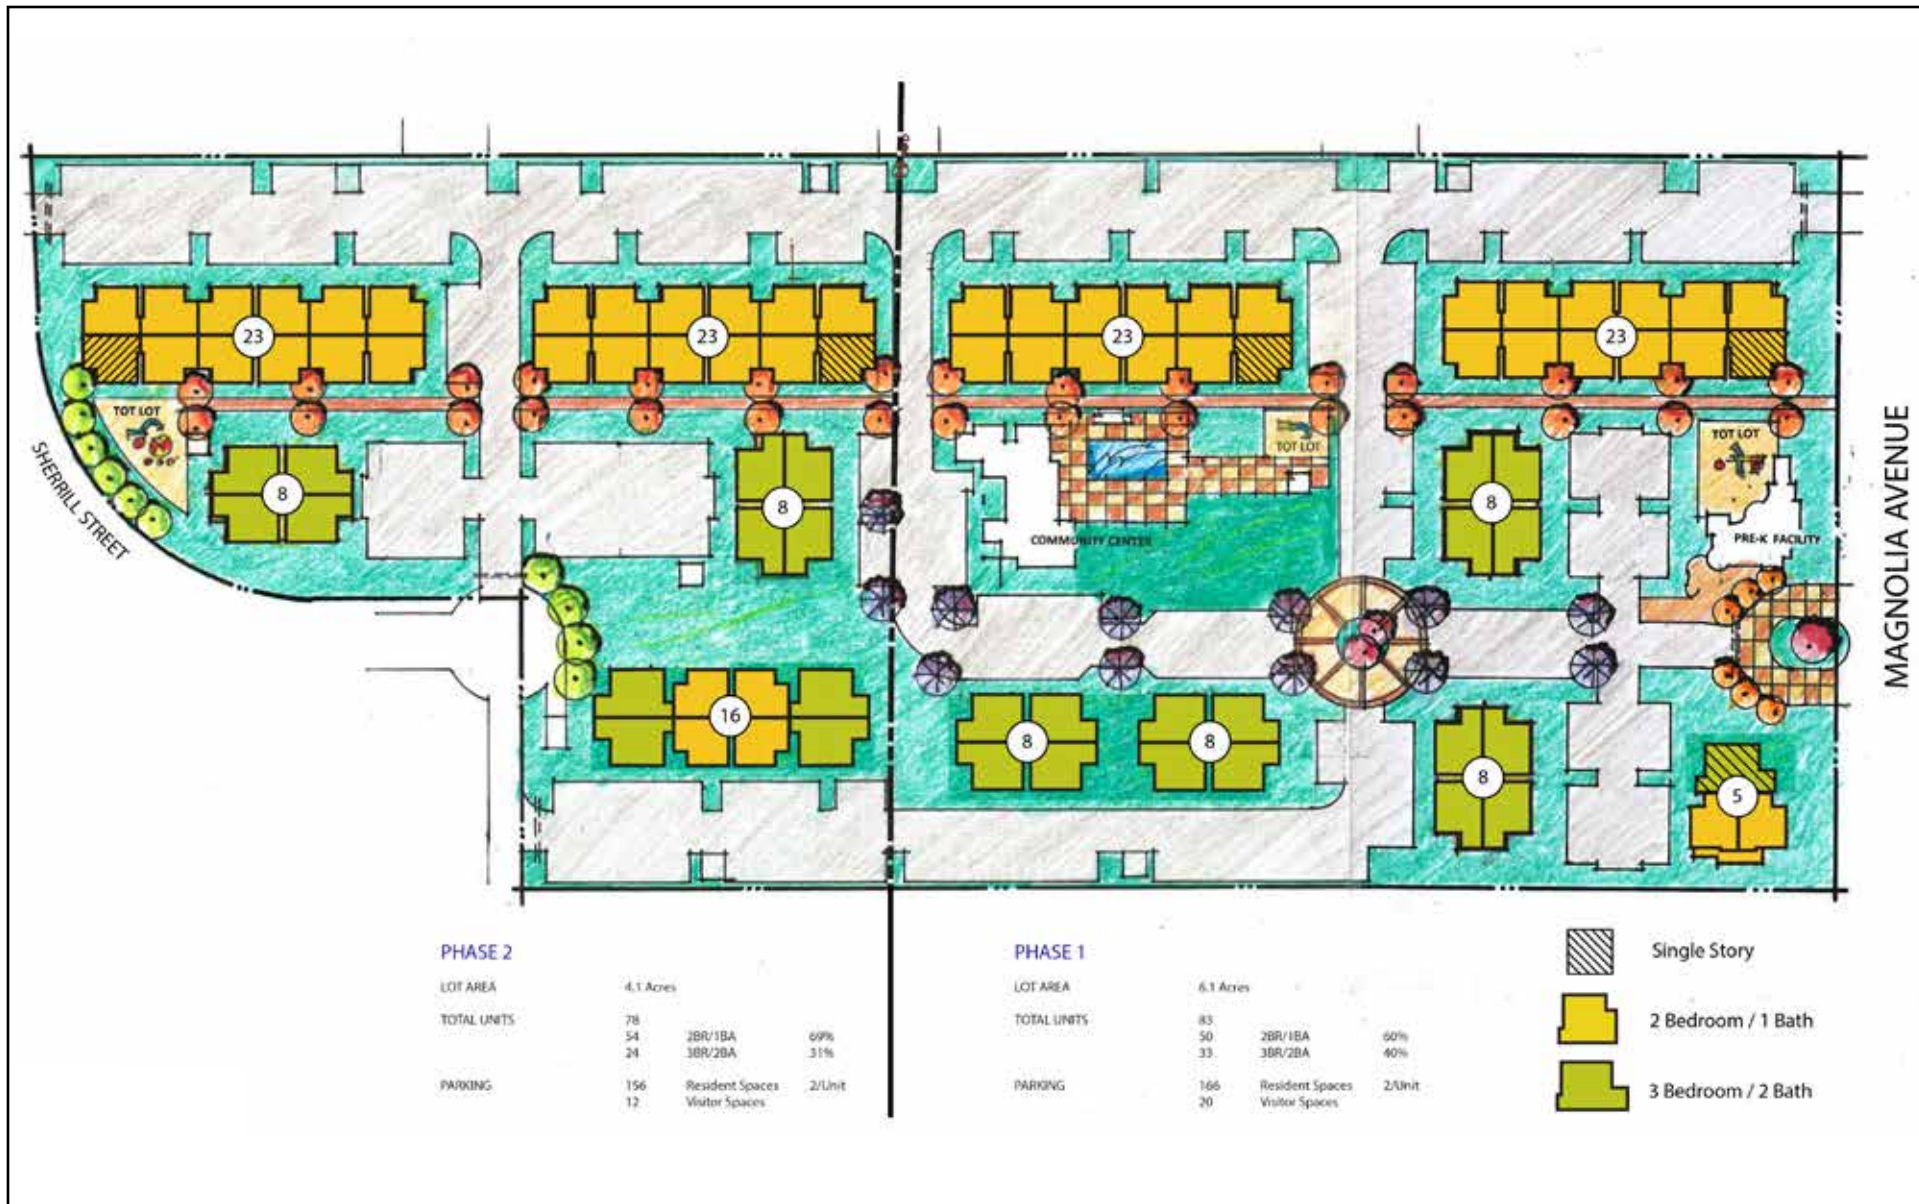 23
23
23
23
TOT LOT
TOT LOT
TOT LOT
8
8
8
SHERRILL STREET
COMMUNITY CENTER
PRE-K FACILITY
MAGNOLIA AVENUE
16
8
8
8
5
PHASE 2
LOT AREA 4.1 Acres
TOTAL UNITS 78
54 2BR/1BA 69%
24 3BR/2BA 31%
PARKING 156 Resident Spaces 2/Unit
12 Visitor Spaces
PHASE 1
LOT AREA 6.1 Acres
TOTAL UNITS 83
50 2BR/1BA 60%
33 3BR/2BA 40%
PARKING 166 Resident Spaces 2/Unit
20 Visitor Spaces
Single Story
2 Bedroom / 1 Bath
3 Bedroom / 2 Bath